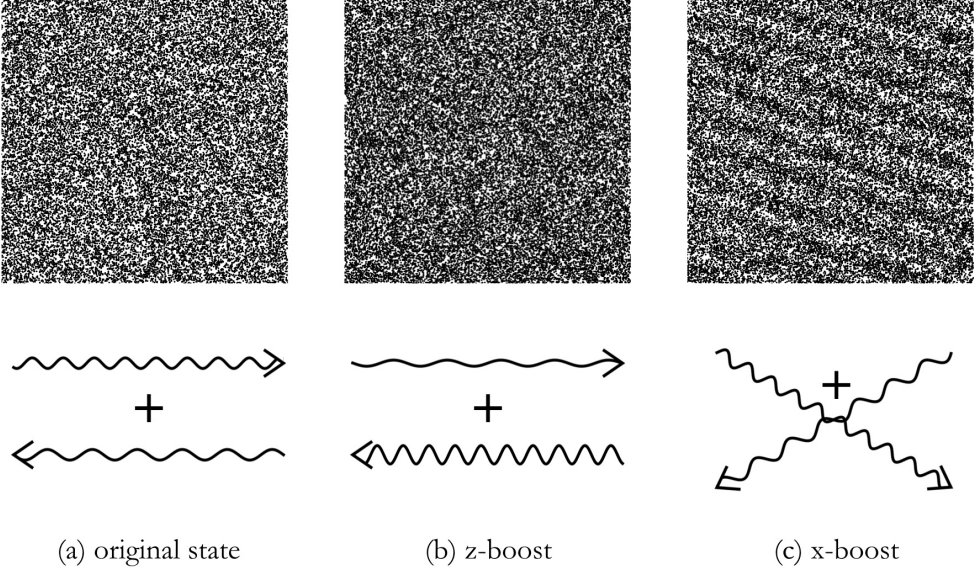 +
+
+
(a) original state
(b) z-boost
(c) x-boost